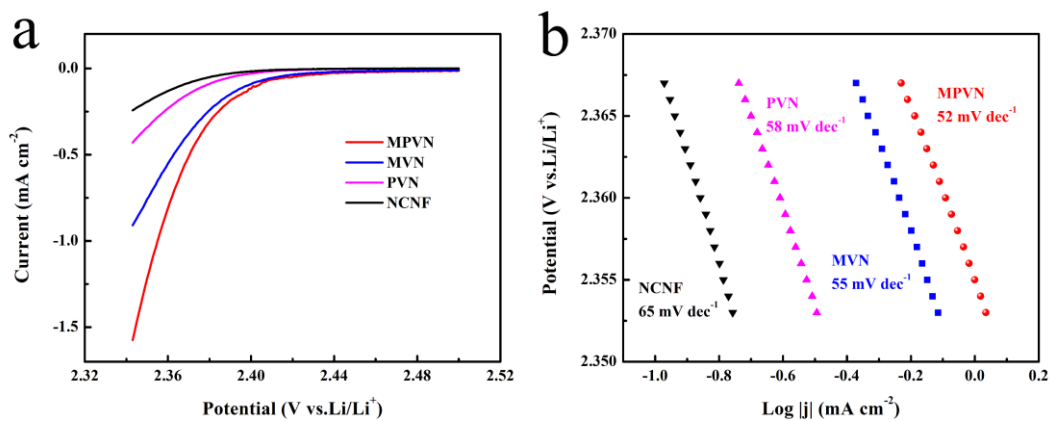 a
0.0
-0.5
-1.0
-1.5
Current (mA cm⁻²)
MPVN
MVN
PVN
NCNF
2.32 2.36 2.40 2.44 2.48 2.52
Potential (V vs.Li/Li⁺)
b
2.370
2.365
2.360
2.355
2.350
Potential (V vs.Li/Li⁺)
PVN
58 mV dec⁻¹
MPVN
52 mV dec⁻¹
NCNF
65 mV dec⁻¹
MVN
55 mV dec⁻¹
-1.0 -0.8 -0.6 -0.4 -0.2 0.0 0.2
Log |j| (mA cm⁻²)